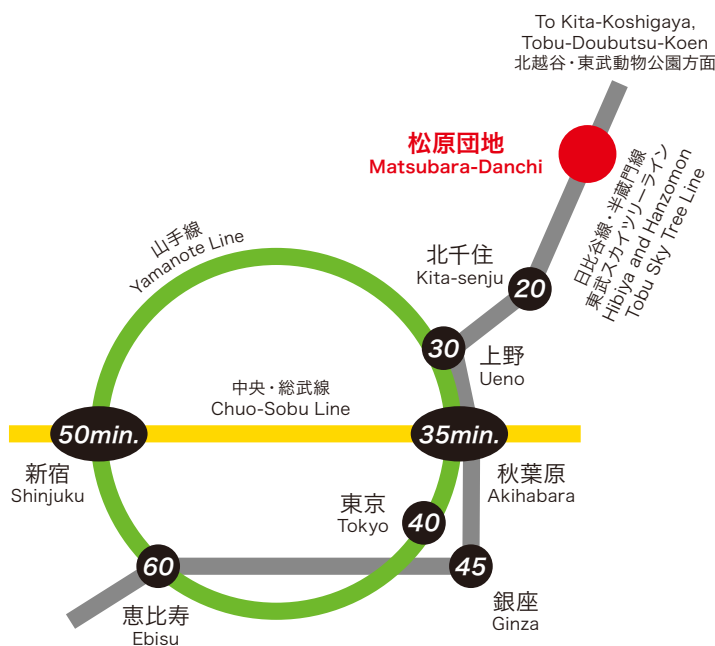 To Kita-Koshigaya,
Tobu-Doubutsu-Koen
北越谷・東武動物公園方面
松原団地
Matsubara-Danchi
日比谷線・半蔵門線
東武スカイツリーライン
Hibiya and Hanzomon
Tobu Sky Tree Line
山手線
Yamanote Line
北千住
Kita-senju
20
30
上野
Ueno
中央・総武線
Chuo-Sobu Line
50min.
35min.
新宿
Shinjuku
秋葉原
Akihabara
東京
Tokyo
40
60
45
恵比寿
Ebisu
銀座
Ginza